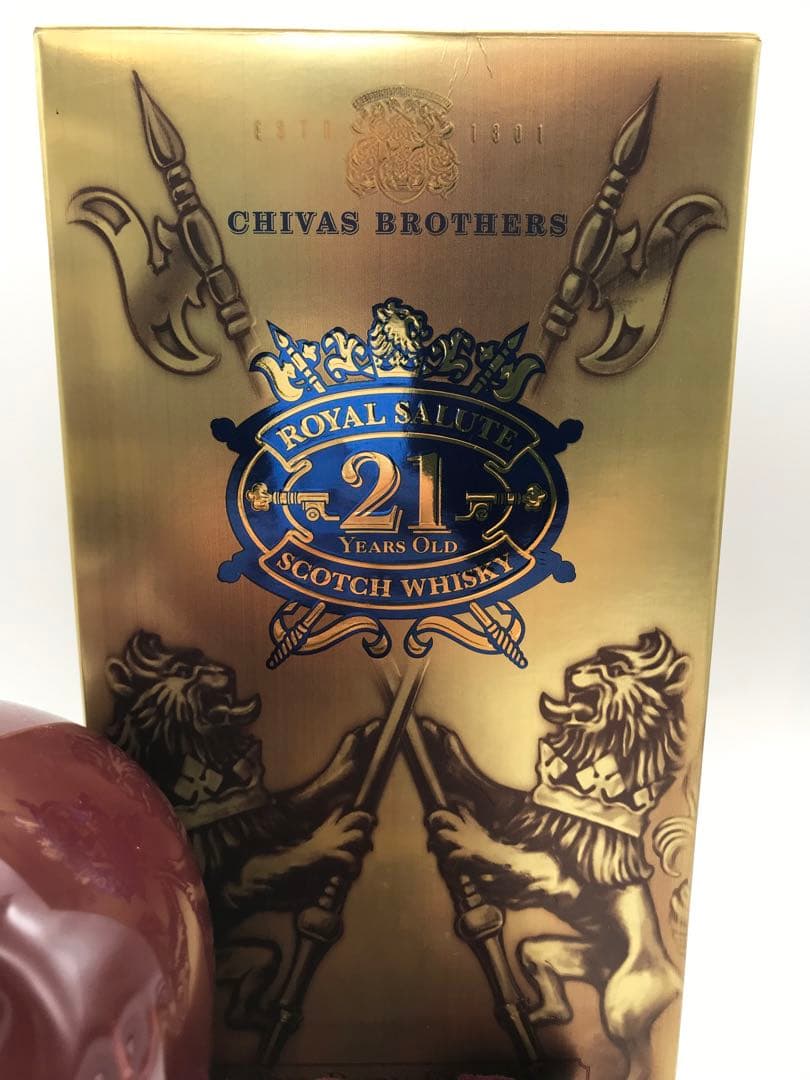 ESTD 1801
CHIVAS BROTHERS
ROYAL SALUTE
21
YEARS OLD
SCOTCH WHISKY